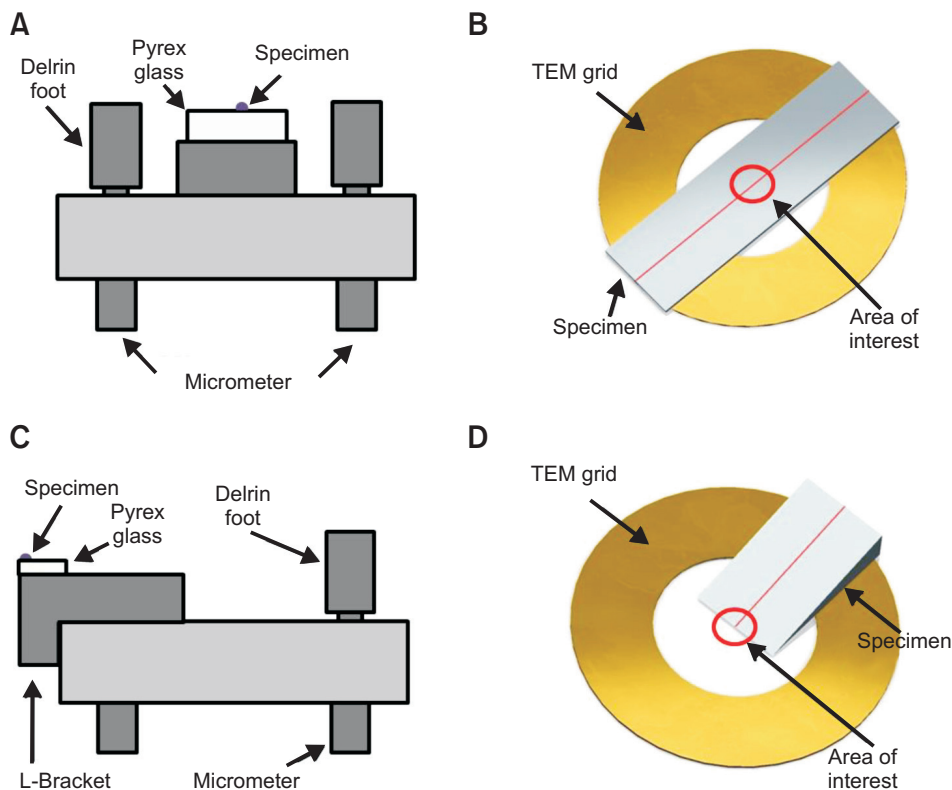 A
Delrin
foot
Pyrex
glass
Specimen
Micrometer
B
TEM grid
Specimen
Area of
interest
C
Specimen
Pyrex
glass
Delrin
foot
L-Bracket
Micrometer
D
TEM grid
Specimen
Area of
interest